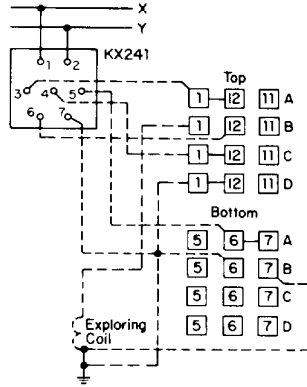 X
Y
KX241
1 2
3 4 5
6 7
Top
1 12 11 A
1 12 11 B
1 12 11 C
1 12 11 D
Bottom
5 6 7 A
5 6 7 B
5 6 7 C
5 6 7 D
Exploring
Coil